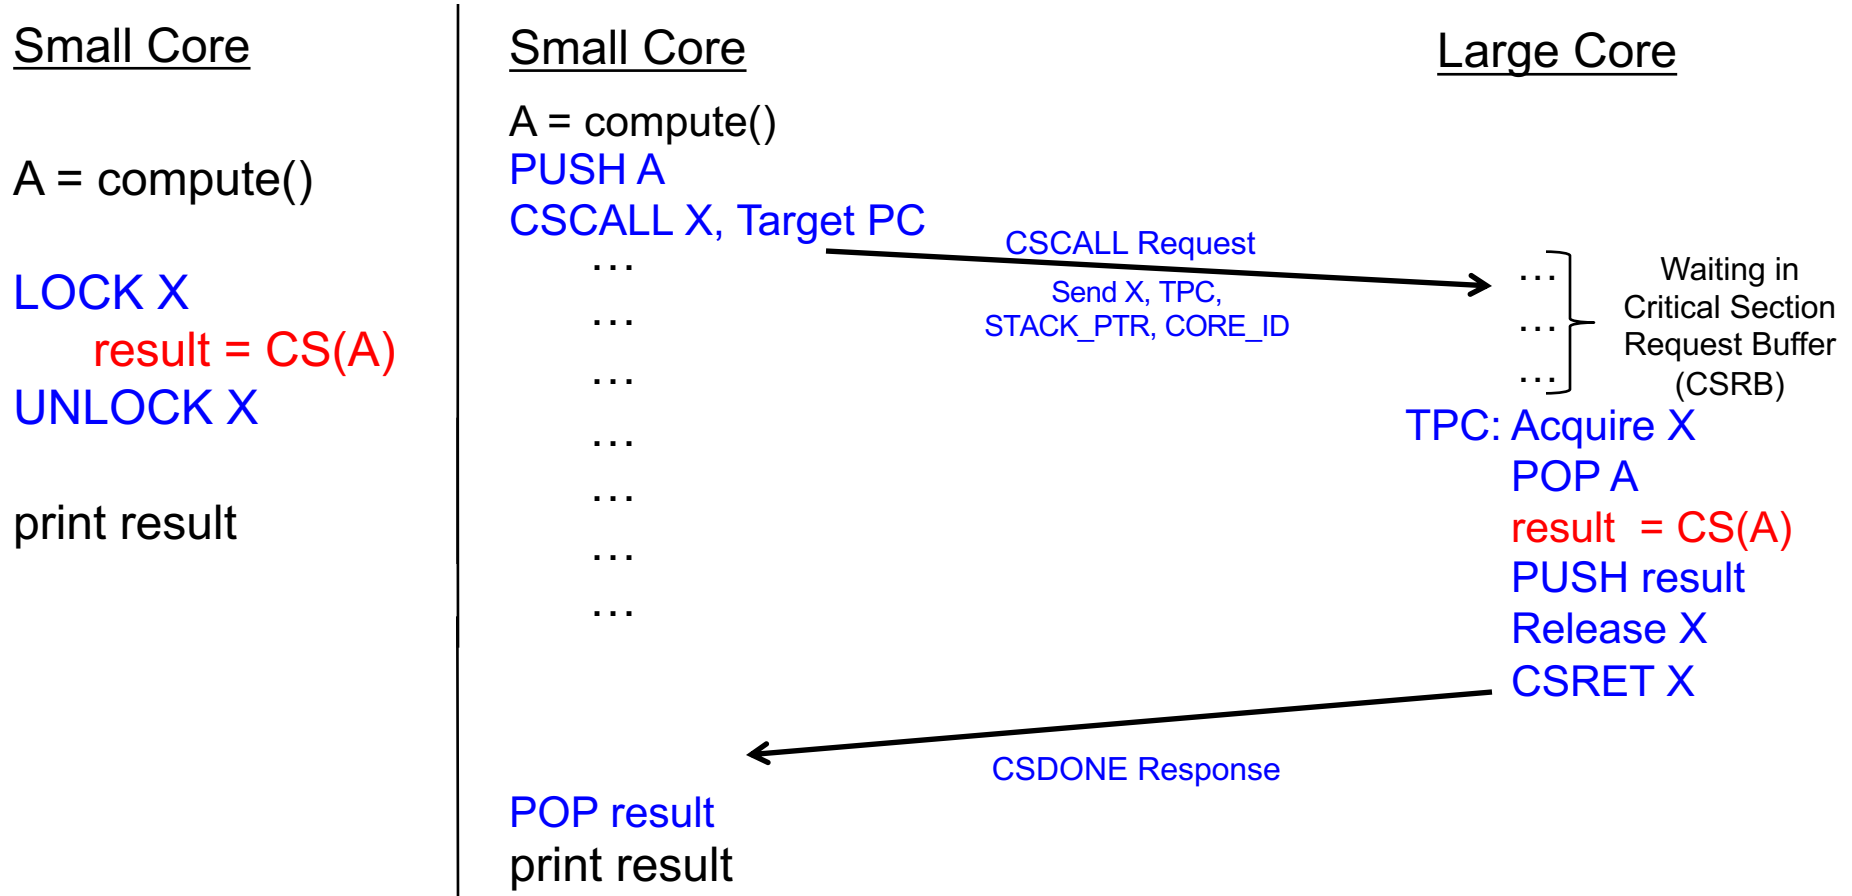 Small Core
A = compute()
LOCK X
result = CS(A)
UNLOCK X
print result
Small Core
A = compute()
PUSH A
CSCALL X, Target PC
...
...
...
...
...
...
...
POP result
print result
CSCALL Request
Send X, TPC,
STACK_PTR, CORE_ID
CSDONE Response
Large Core
...
...
...
Waiting in
Critical Section
Request Buffer
(CSRB)
TPC: Acquire X
POP A
result = CS(A)
PUSH result
Release X
CSRET X